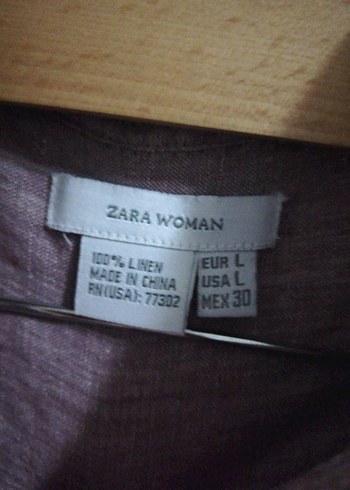 ZARA WOMAN
100% LINEN
MADE IN CHINA
RN(USA): 77302
EUR L
USA L
MEX 30